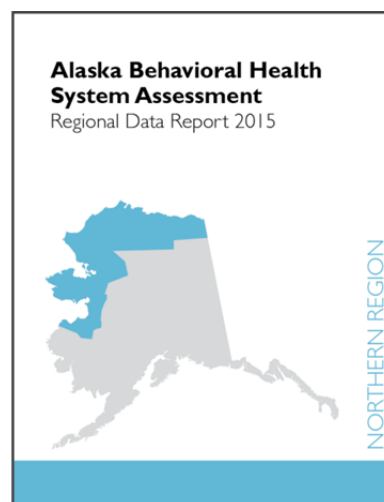 Alaska Behavioral Health
System Assessment
Regional Data Report 2015
NORTHERN REGION